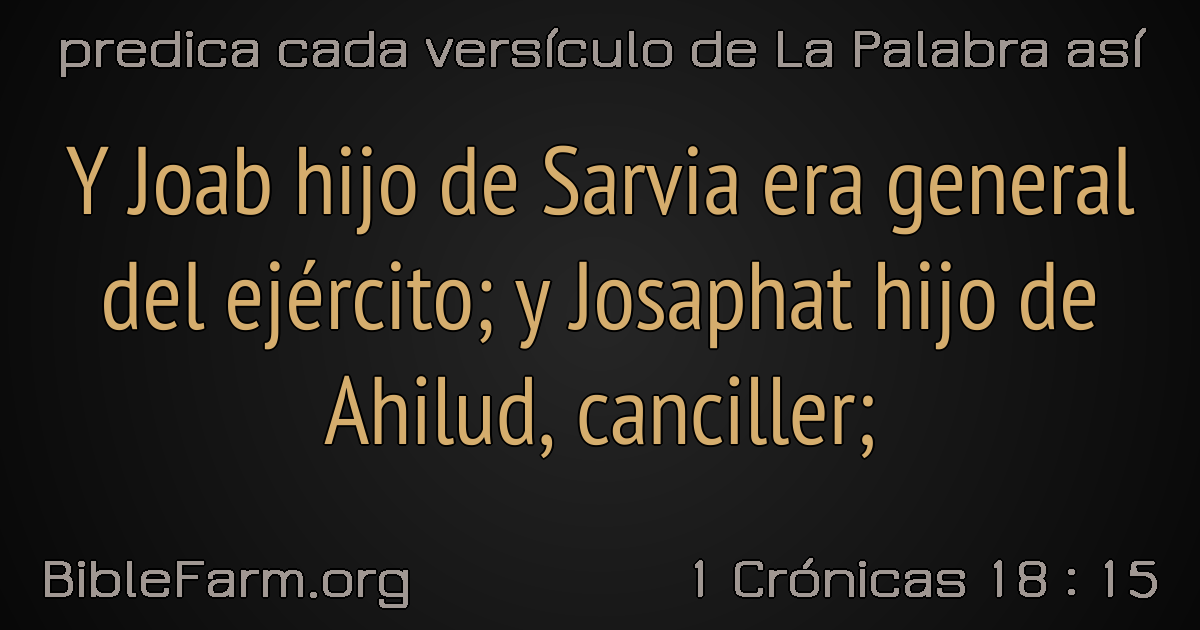 predica cada versículo de La Palabra así
Y Joab hijo de Sarvia era general
del ejército; y Josaphat hijo de
Ahilud, canciller;
BibleFarm.org
1 Crónicas 18 : 15